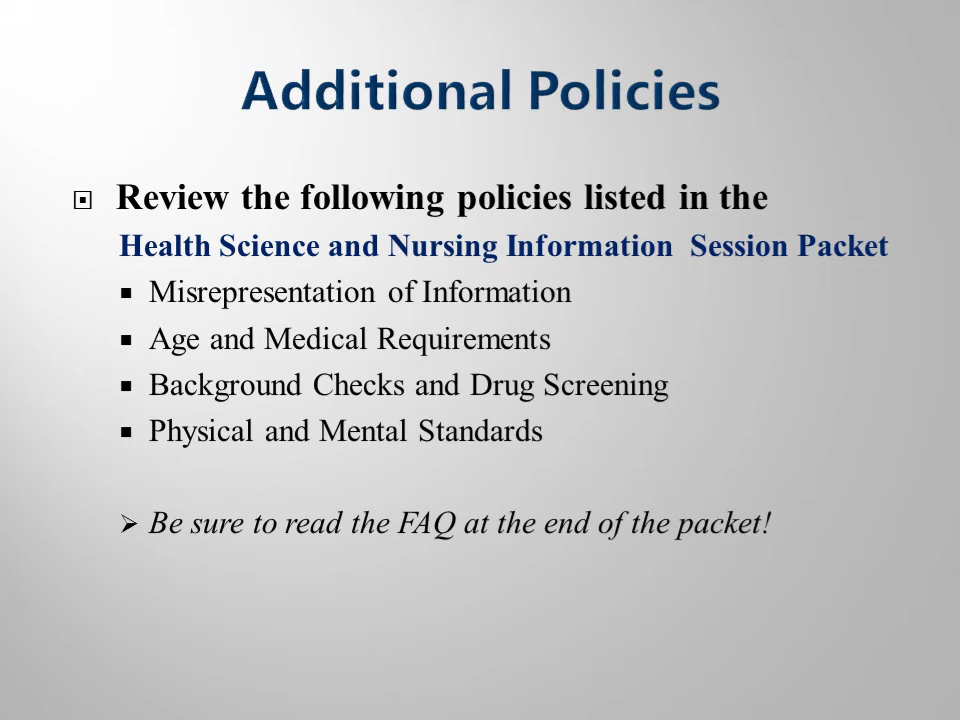 Additional Policies
Review the following policies listed in the
Health Science and Nursing Information  Session Packet
Misrepresentation of Information
Age and Medical Requirements
Background Checks and Drug Screening
Physical and Mental Standards
Be sure to read the FAQ at the end of the packet!